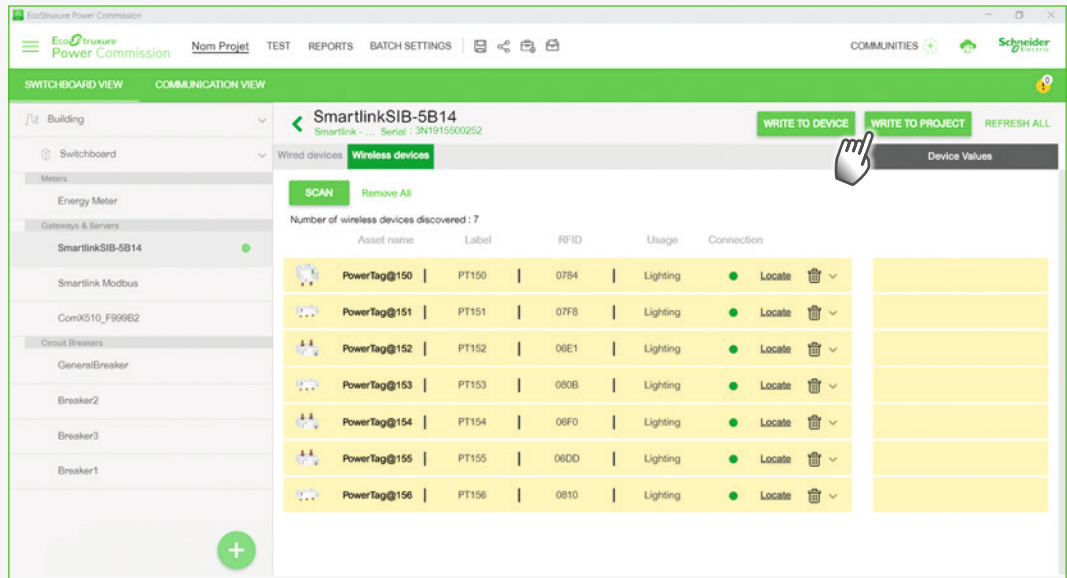 EcoStruxure Power Commission
EcoStruxure
Power Commission
Nom Projet TEST REPORTS BATCH SETTINGS COMMUNITIES
Schneider
Electric
SWITCHBOARD VIEW COMMUNICATION VIEW
Building
Switchboard
Meters
Energy Meter
Gateways & Servers
SmartlinkSIB-5B14
Smartlink Modbus
ComX510_F999B2
Circuit Breakers
GeneralBreaker
Breaker2
Breaker3
Breaker1
+
SmartlinkSIB-5B14
Smartlink - ... Serial : 3N1915500252
WRITE TO DEVICE WRITE TO PROJECT REFRESH ALL
Wired devices Wireless devices Device Values
SCAN Remove All
Number of wireless devices discovered : 7
Asset name Label RFID Usage Connection
PowerTag@150 | PT150 | 0784 | Lighting Locate
PowerTag@151 | PT151 | 07F8 | Lighting Locate
PowerTag@152 | PT152 | 06E1 | Lighting Locate
PowerTag@153 | PT153 | 080B | Lighting Locate
PowerTag@154 | PT154 | 06F0 | Lighting Locate
PowerTag@155 | PT155 | 06DD | Lighting Locate
PowerTag@156 | PT156 | 0810 | Lighting Locate